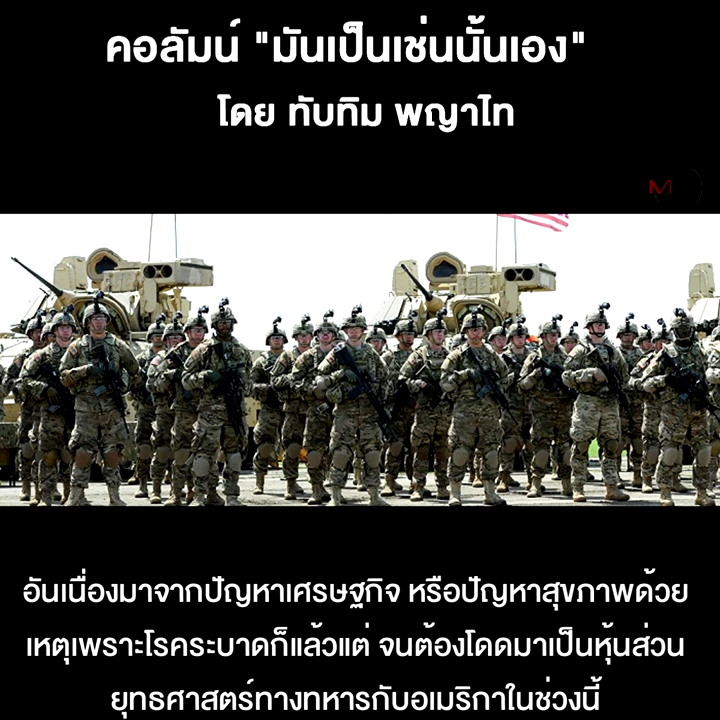 คอลัมน์ "มันเป็นเช่นนั้นเอง"
โดย ทับทิม พญาไท
M
อันเนื่องมาจากปัญหาเศรษฐกิจ หรือปัญหาสุขภาพด้วย
เหตุเพราะโรคระบาดก็แล้วแต่ จนต้องโดดมาเป็นหุ้นส่วน
ยุทธศาสตร์ทางทหารกับอเมริกาในช่วงนี้